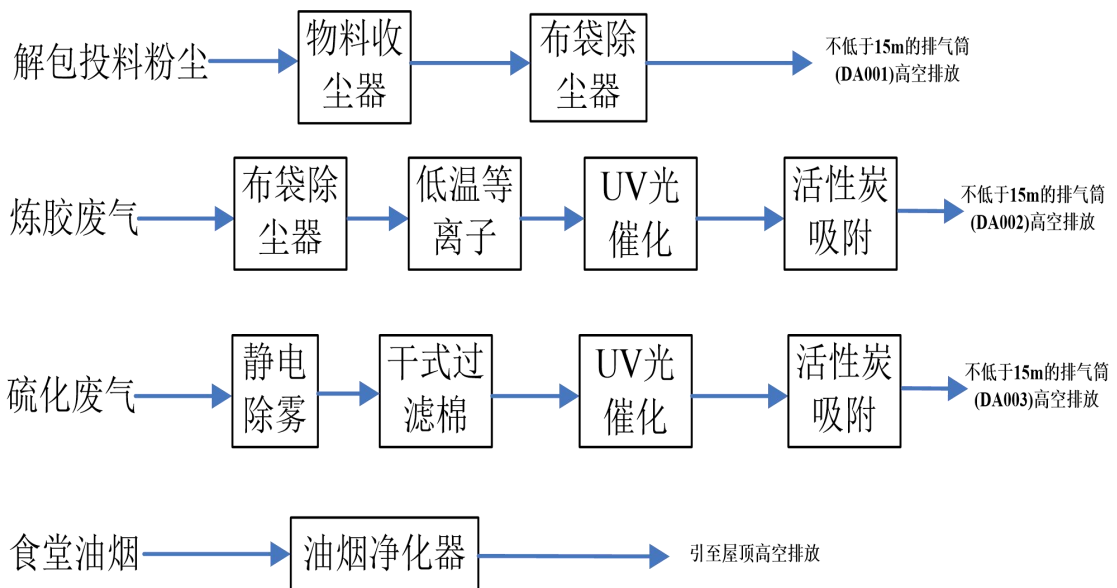 解包投料粉尘
物料收
尘器
布袋除
尘器
不低于15m的排气筒
(DA001)高空排放
炼胶废气
布袋除
尘器
低温等
离子
UV光
催化
活性炭
吸附
不低于15m的排气筒
(DA002)高空排放
硫化废气
静电
除雾
干式过
滤棉
UV光
催化
活性炭
吸附
不低于15m的排气筒
(DA003)高空排放
食堂油烟
油烟净化器
引至屋顶高空排放